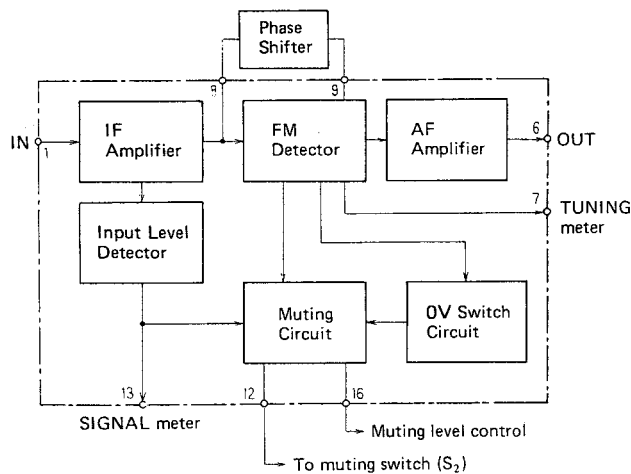 Phase
Shifter
8
9
IN
1
IF
Amplifier
FM
Detector
AF
Amplifier
6
OUT
7
TUNING
meter
Input Level
Detector
Muting
Circuit
0V Switch
Circuit
13
12
16
SIGNAL meter
Muting level control
To muting switch (S₂)